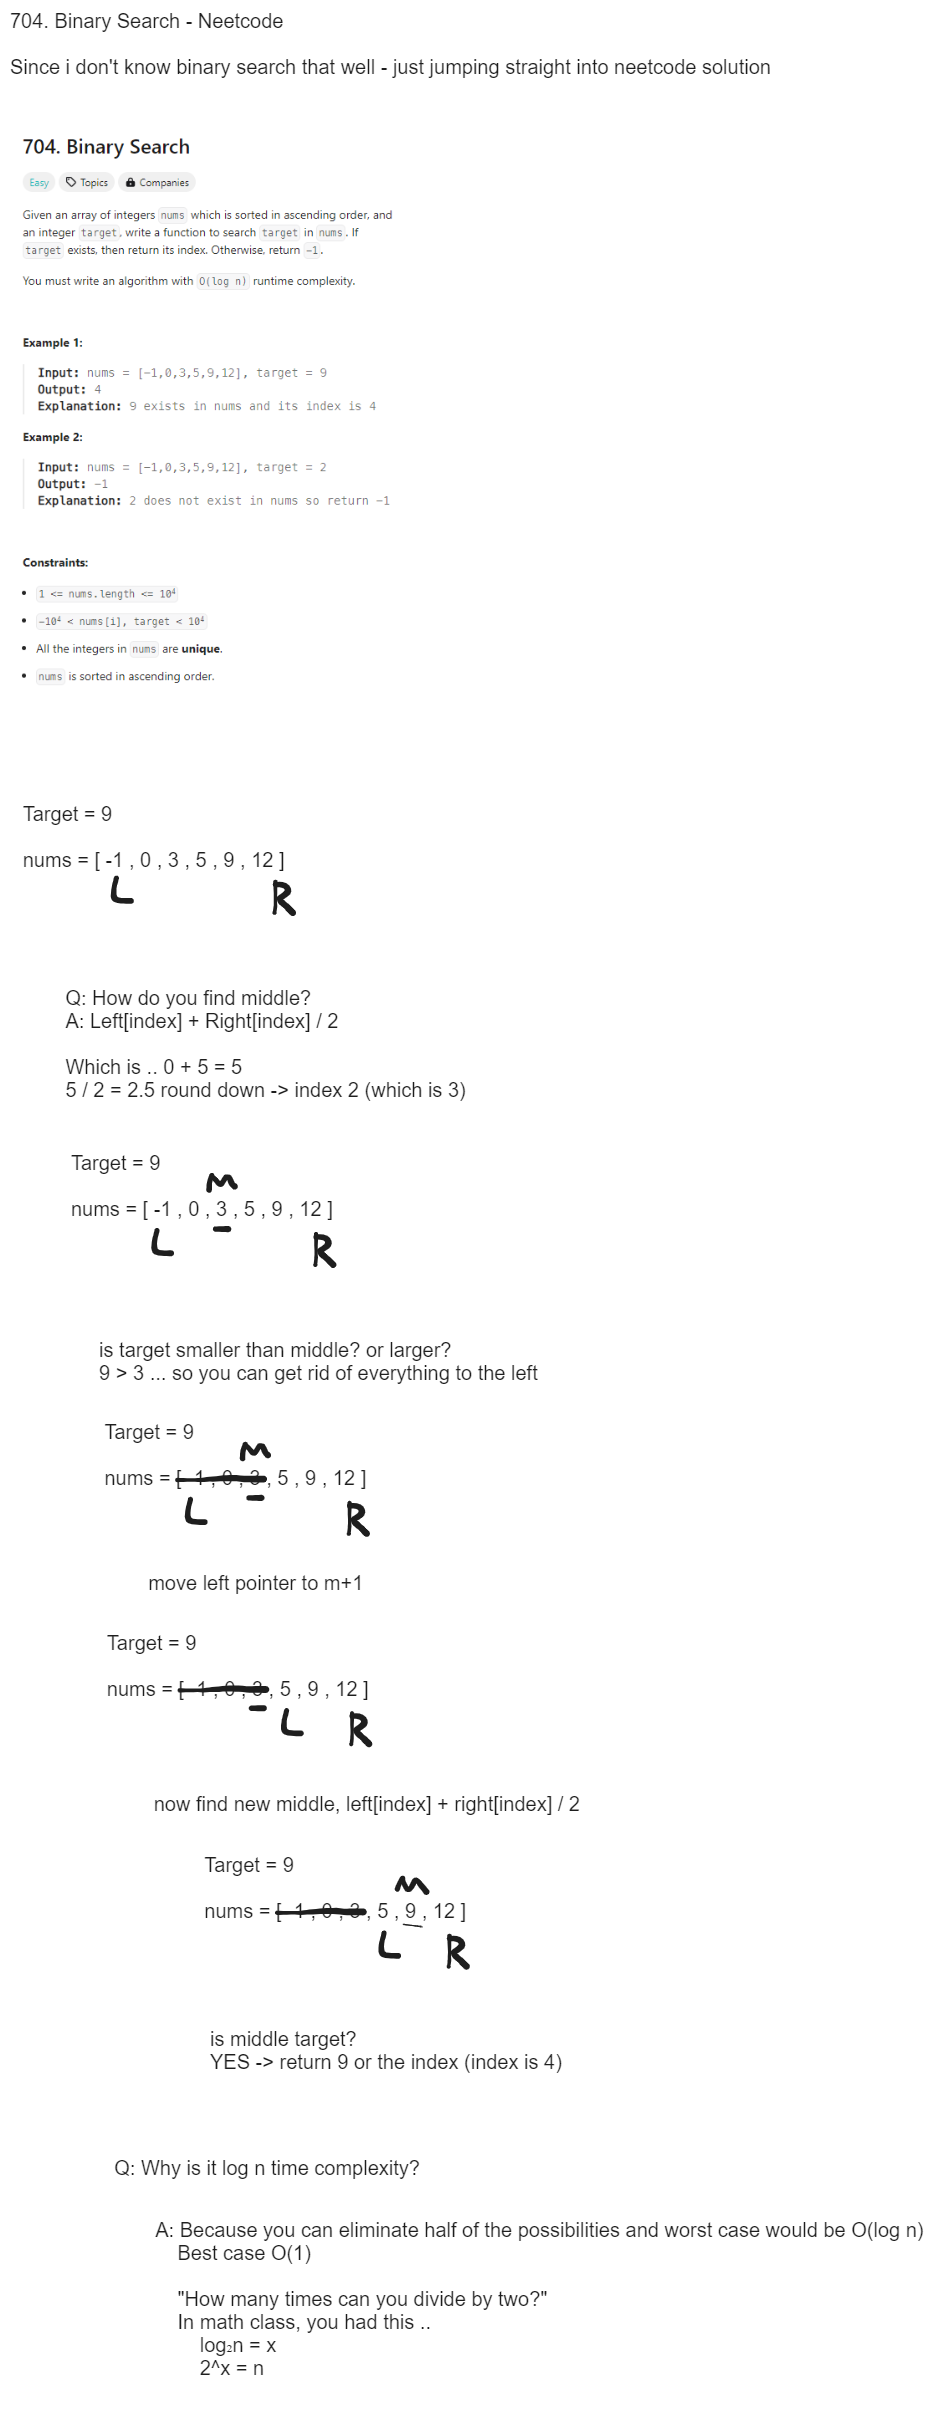 704. Binary Search - Neetcode
Since i don't know binary search that well - just jumping straight into neetcode solution
704. Binary Search
Easy Topics Companies
Given an array of integers nums which is sorted in ascending order, and
an integer target, write a function to search target in nums. If
target exists, then return its index. Otherwise, return -1.
You must write an algorithm with O(log n) runtime complexity.
Example 1:
Input: nums = [-1,0,3,5,9,12], target = 9
Output: 4
Explanation: 9 exists in nums and its index is 4
Example 2:
Input: nums = [-1,0,3,5,9,12], target = 2
Output: -1
Explanation: 2 does not exist in nums so return -1
Constraints:
• 1 <= nums.length <= 10⁴
• -10⁴ < nums[i], target < 10⁴
• All the integers in nums are unique.
• nums is sorted in ascending order.
Target = 9
nums = [ -1 , 0 , 3 , 5 , 9 , 12 ]
L R
Q: How do you find middle?
A: Left[index] + Right[index] / 2
Which is .. 0 + 5 = 5
5 / 2 = 2.5 round down -> index 2 (which is 3)
Target = 9
M
nums = [ -1 , 0 , 3 , 5 , 9 , 12 ]
L R
is target smaller than middle? or larger?
9 > 3 ... so you can get rid of everything to the left
Target = 9
M
nums = [ -1 , 0 , 3 , 5 , 9 , 12 ]
L R
move left pointer to m+1
Target = 9
nums = [ -1 , 0 , 3 , 5 , 9 , 12 ]
L R
now find new middle, left[index] + right[index] / 2
Target = 9
M
nums = [ -1 , 0 , 3 , 5 , 9 , 12 ]
L R
is middle target?
YES -> return 9 or the index (index is 4)
Q: Why is it log n time complexity?
A: Because you can eliminate half of the possibilities and worst case would be O(log n)
Best case O(1)
"How many times can you divide by two?"
In math class, you had this ..
log₂n = x
2^x = n